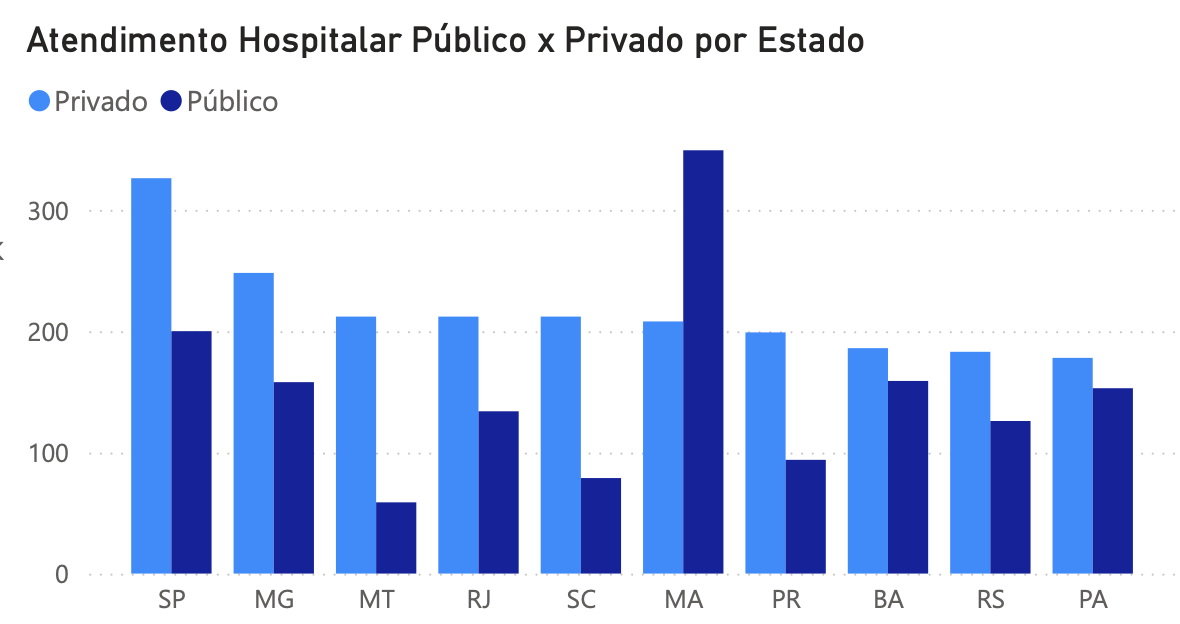 Atendimento Hospitalar Público x Privado por Estado
Privado Público
300
200
100
0
SP MG MT RJ SC MA PR BA RS PA